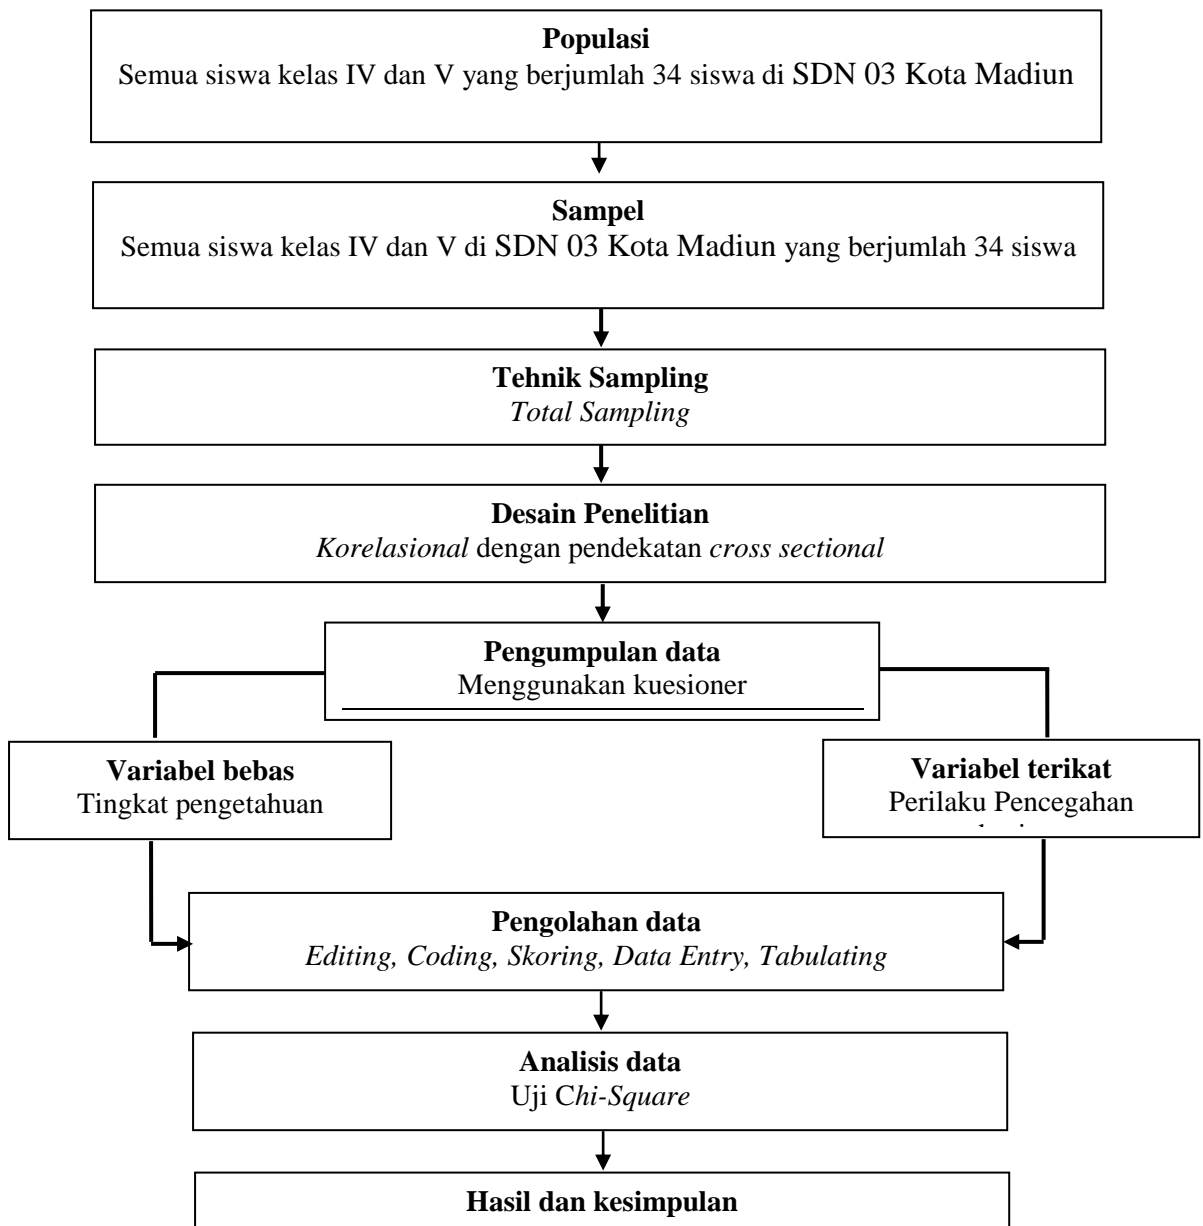 Populasi
Semua siswa kelas IV dan V yang berjumlah 34 siswa di SDN 03 Kota Madiun
Sampel
Semua siswa kelas IV dan V di SDN 03 Kota Madiun yang berjumlah 34 siswa
Tehnik Sampling
Total Sampling
Desain Penelitian
Korelasional dengan pendekatan cross sectional
Pengumpulan data
Menggunakan kuesioner
Variabel bebas
Tingkat pengetahuan
Variabel terikat
Perilaku Pencegahan
Pengolahan data
Editing, Coding, Skoring, Data Entry, Tabulating
Analisis data
Uji Chi-Square
Hasil dan kesimpulan